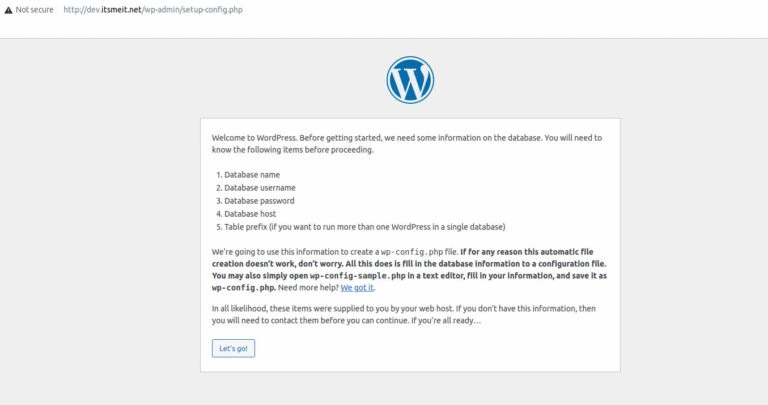 Not secure http://dev.itsmeit.net/wp-admin/setup-config.php
Welcome to WordPress. Before getting started, we need some information on the database. You will need to
know the following items before proceeding.
1. Database name
2. Database username
3. Database password
4. Database host
5. Table prefix (if you want to run more than one WordPress in a single database)
We're going to use this information to create a wp-config.php file. If for any reason this automatic file
creation doesn't work, don't worry. All this does is fill in the database information to a configuration file.
You may also simply open wp-config-sample.php in a text editor, fill in your information, and save it as
wp-config.php. Need more help? We got it.
In all likelihood, these items were supplied to you by your web host. If you don't have this information, then
you will need to contact them before you can continue. If you're all ready…
Let's go!